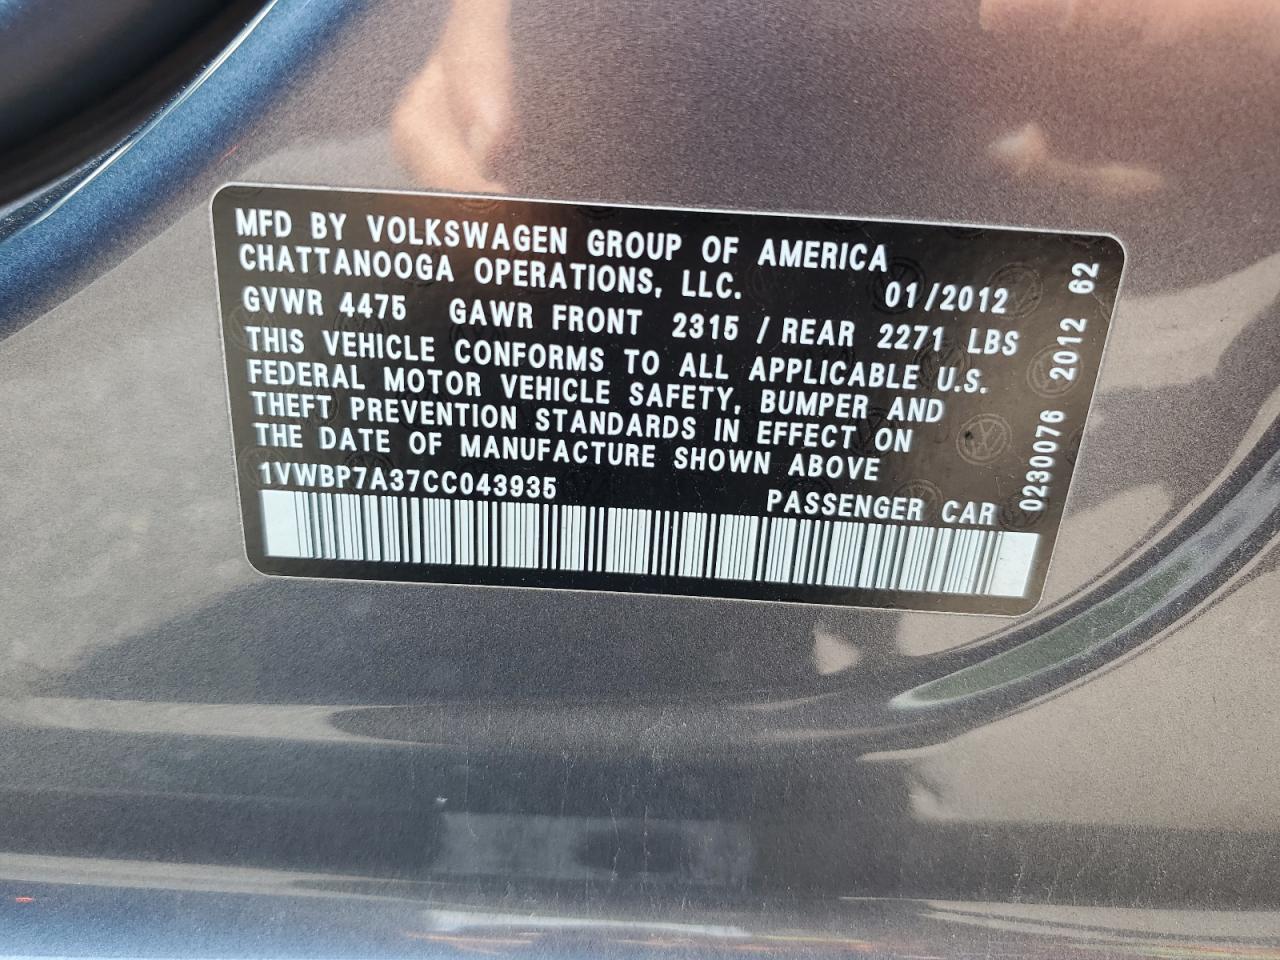 MFD BY VOLKSWAGEN GROUP OF AMERICA
CHATTANOOGA OPERATIONS, LLC. 01/2012
GVWR 4475 GAWR FRONT 2315 / REAR 2271 LBS
THIS VEHICLE CONFORMS TO ALL APPLICABLE U.S.
FEDERAL MOTOR VEHICLE SAFETY, BUMPER AND
THEFT PREVENTION STANDARDS IN EFFECT ON
THE DATE OF MANUFACTURE SHOWN ABOVE
1VWBP7A37CC043935 PASSENGER CAR
0230076 2012 62